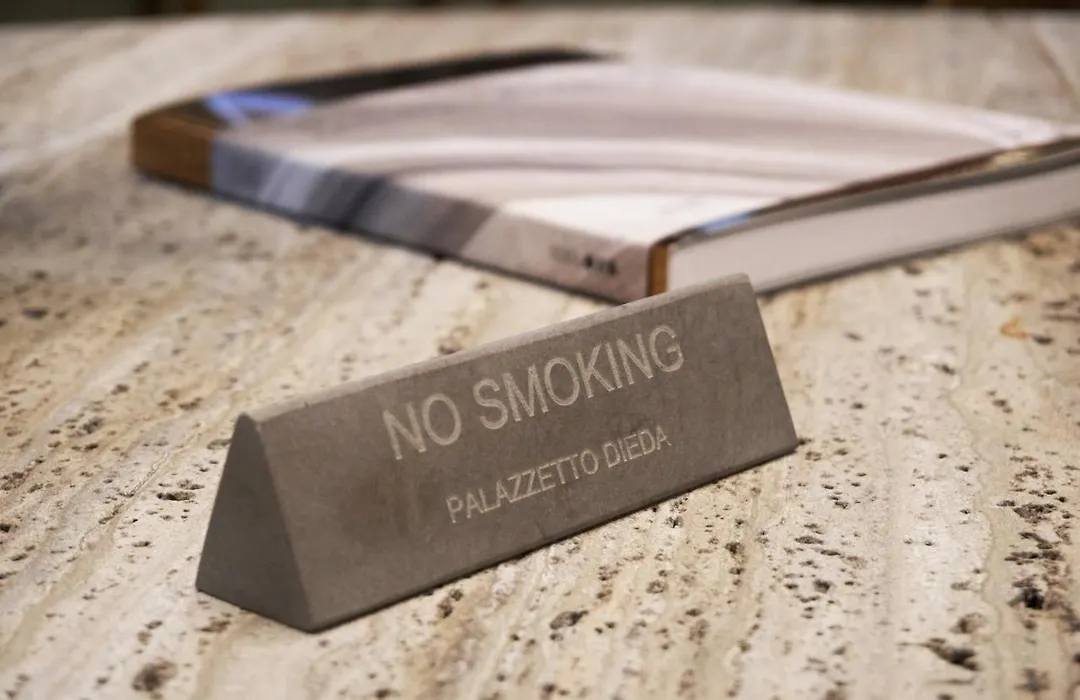 NO SMOKING
PALAZZETTO DIEDA